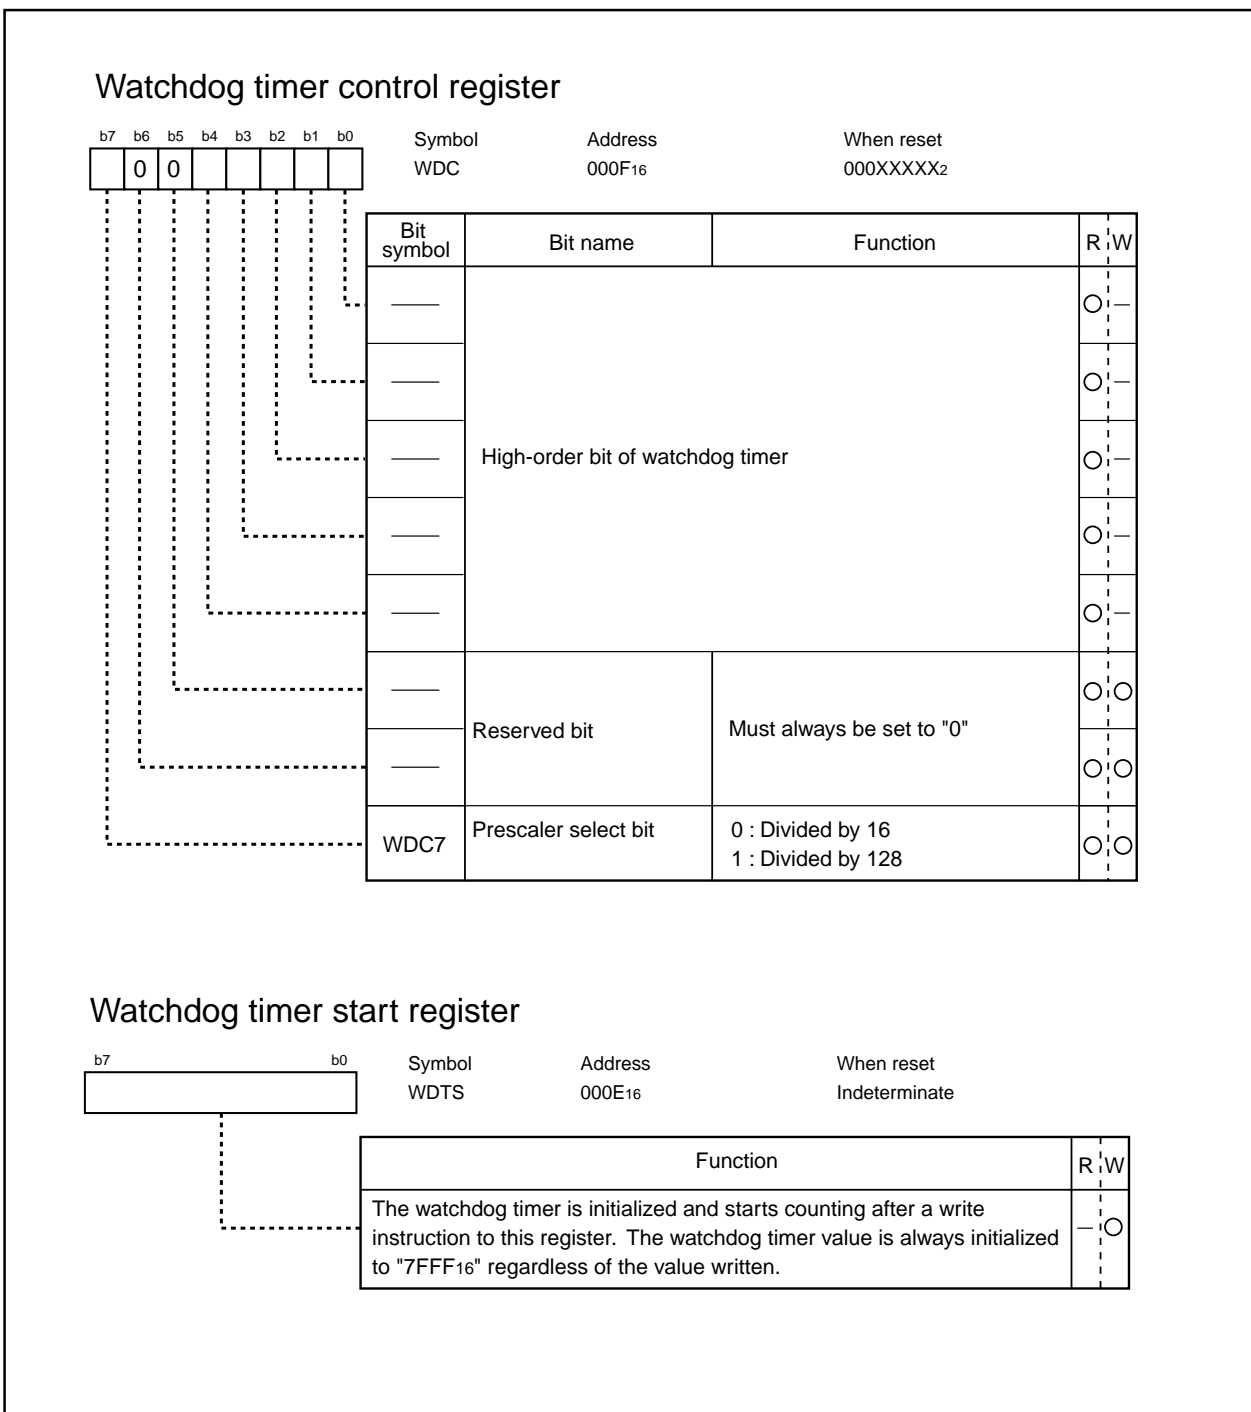 Watchdog timer control register
b7 b6 b5 b4 b3 b2 b1 b0
Symbol Address When reset
0 0
WDC 000F16 000XXXXX2
Bit symbol Bit name Function R W
High-order bit of watchdog timer
Reserved bit Must always be set to "0"
WDC7 Prescaler select bit 0 : Divided by 16
1 : Divided by 128
Watchdog timer start register
b7 b0
Symbol Address When reset
WDTS 000E16 Indeterminate
Function R W
The watchdog timer is initialized and starts counting after a write
instruction to this register. The watchdog timer value is always initialized
to "7FFF16" regardless of the value written.